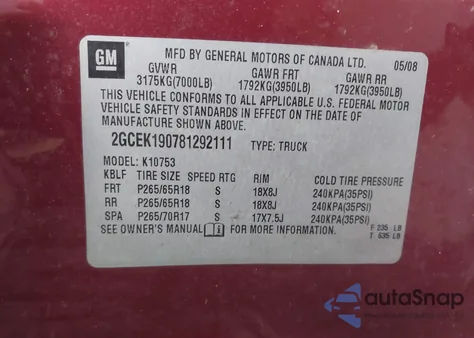 GM
MFD BY GENERAL MOTORS OF CANADA LTD. 05/08
GVWR GAWR FRT GAWR RR
3175KG(7000LB) 1792KG(3950LB) 1792KG(3950LB)
THIS VEHICLE CONFORMS TO ALL APPLICABLE U.S. FEDERAL MOTOR
VEHICLE SAFETY STANDARDS IN EFFECT ON THE DATE OF
MANUFACTURE SHOWN ABOVE.
2GCEK190781292111 TYPE: TRUCK
MODEL: K10753
KBLF TIRE SIZE SPEED RTG RIM COLD TIRE PRESSURE
FRT P265/65R18 S 18X8J 240KPA(35PSI)
RR P265/65R18 S 18X8J 240KPA(35PSI)
SPA P265/70R17 S 17X7.5J 240KPA(35PSI)
SEE OWNER'S MANUAL FOR MORE INFORMATION.
F 235 LB
T 635 LB
autoSnap